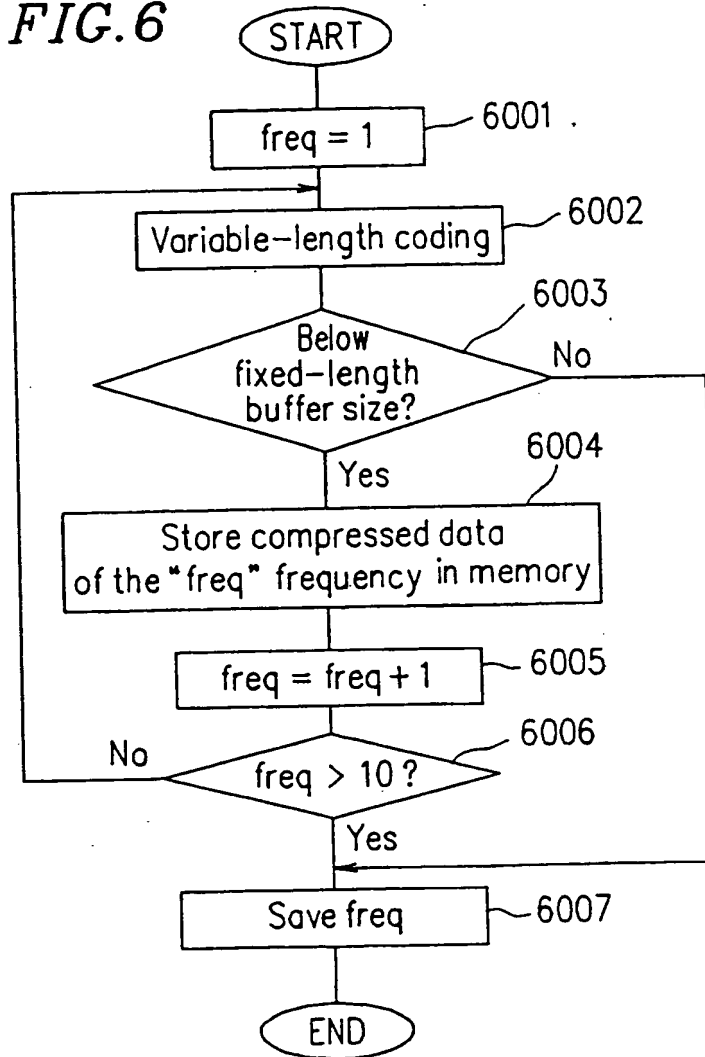 FIG.6
START
freq = 1
6001
Variable-length coding
6002
Below
fixed-length
buffer size?
6003
No
Yes
6004
Store compressed data
of the "freq" frequency in memory
freq = freq + 1
6005
freq > 10 ?
6006
No
Yes
Save freq
6007
END